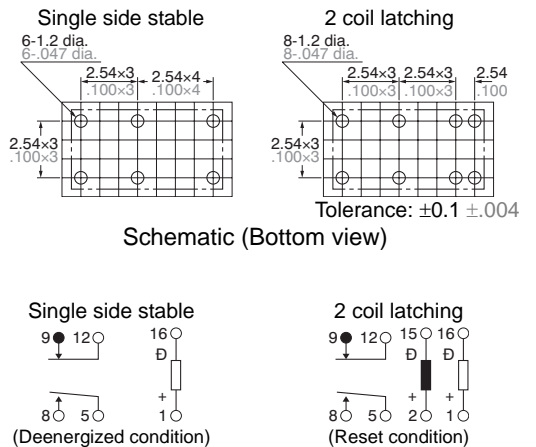 Single side stable
6-1.2 dia.
6-.047 dia.
2.54×3 2.54×4
.100×3 .100×4
2.54×3
.100×3
2 coil latching
8-1.2 dia.
8-.047 dia.
2.54×3 2.54×3 2.54
.100×3 .100×3 .100
2.54×3
.100×3
Tolerance: ±0.1 ±.004
Schematic (Bottom view)
Single side stable
9 12 16
Ð
+
8 5 1
(Deenergized condition)
2 coil latching
9 12 15 16
Ð Ð
+ +
8 5 2 1
(Reset condition)